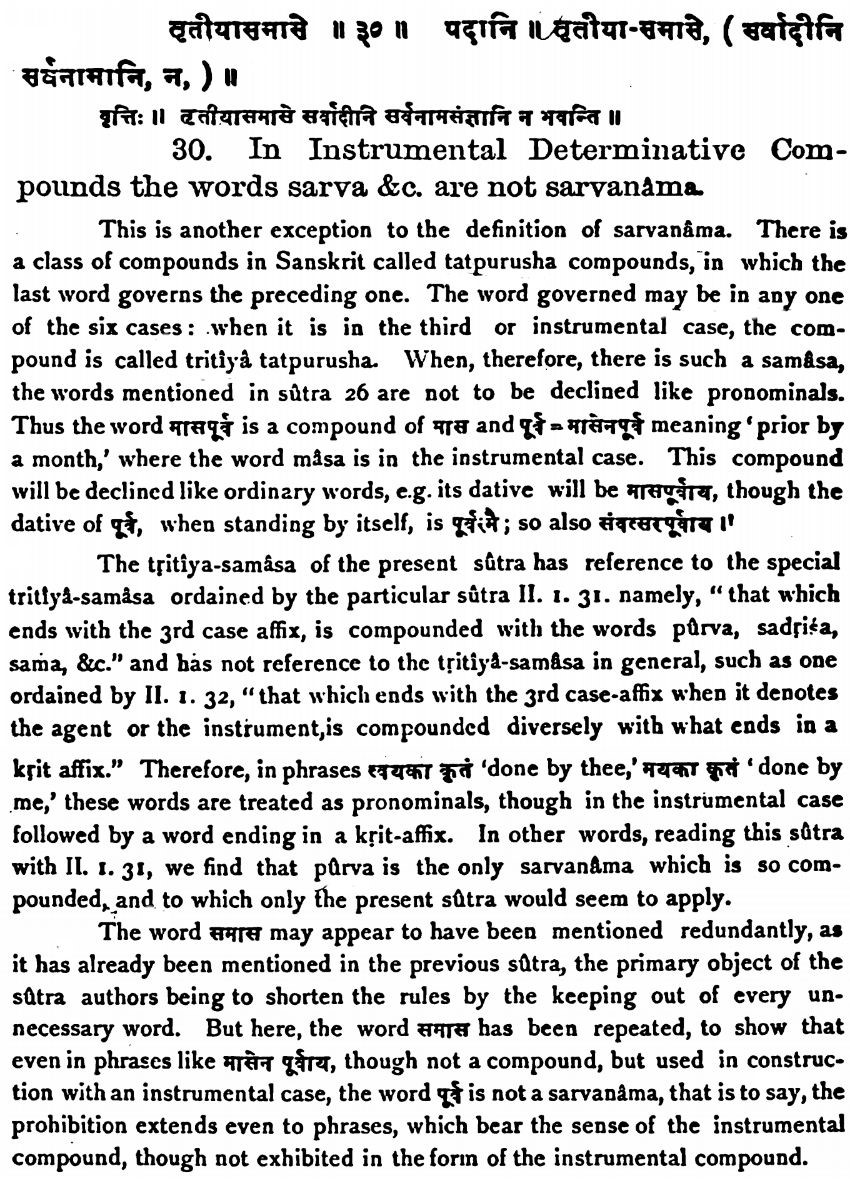 तृतीयासमासे ॥ ३० ॥ पदानि ॥ तृतीया-समासे, ( सर्वादीनि
सर्वनामानि, न, ) ॥
वृत्तिः ॥ तृतीयासमासे सर्वादीनि सर्वनामसंज्ञानि न भवन्ति ॥
30. In Instrumental Determinative Com-
pounds the words sarva &c. are not sarvanâma.
This is another exception to the definition of sarvanâma. There is
a class of compounds in Sanskrit called tatpurusha compounds, in which the
last word governs the preceding one. The word governed may be in any one
of the six cases: when it is in the third or instrumental case, the com-
pound is called tritîyâ tatpurusha. When, therefore, there is such a samâsa,
the words mentioned in sûtra 26 are not to be declined like pronominals.
Thus the word मासपूर्व is a compound of मास and पूर्व = मासेनपूर्व meaning 'prior by
a month,' where the word mâsa is in the instrumental case. This compound
will be declined like ordinary words, e.g. its dative will be मासपूर्वाय, though the
dative of पूर्व, when standing by itself, is पूर्वस्मै; so also संवत्सरपूर्वाय ।'
The tṛitîya-samâsa of the present sûtra has reference to the special
tritîyâ-samâsa ordained by the particular sûtra II. 1. 31. namely, "that which
ends with the 3rd case affix, is compounded with the words pûrva, sadṛiśa,
sama, &c." and has not reference to the tṛitîyâ-samâsa in general, such as one
ordained by II. 1. 32, "that which ends with the 3rd case-affix when it denotes
the agent or the instrument, is compounded diversely with what ends in a
kṛit affix." Therefore, in phrases त्वयका कृतं 'done by thee,' मयका कृतं 'done by
me,' these words are treated as pronominals, though in the instrumental case
followed by a word ending in a kṛit-affix. In other words, reading this sûtra
with II. 1. 31, we find that pûrva is the only sarvanâma which is so com-
pounded, and to which only the present sûtra would seem to apply.
The word समास may appear to have been mentioned redundantly, as
it has already been mentioned in the previous sûtra, the primary object of the
sûtra authors being to shorten the rules by the keeping out of every un-
necessary word. But here, the word समास has been repeated, to show that
even in phrases like मासेन पूर्वाय, though not a compound, but used in construc-
tion with an instrumental case, the word पूर्व is not a sarvanâma, that is to say, the
prohibition extends even to phrases, which bear the sense of the instrumental
compound, though not exhibited in the form of the instrumental compound.